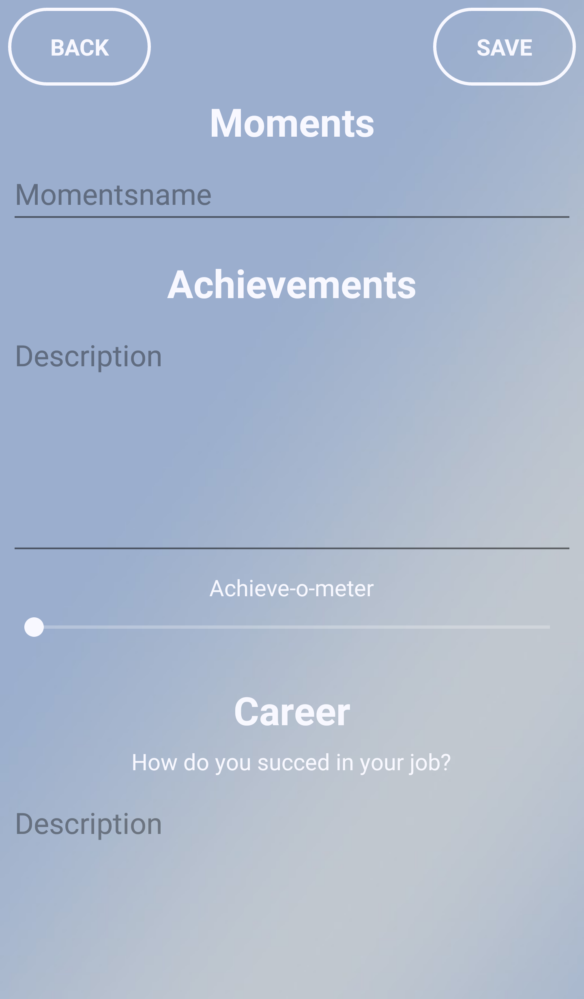 BACK
SAVE
Moments
Momentsname
Achievements
Description
Achieve-o-meter
Career
How do you succed in your job?
Description